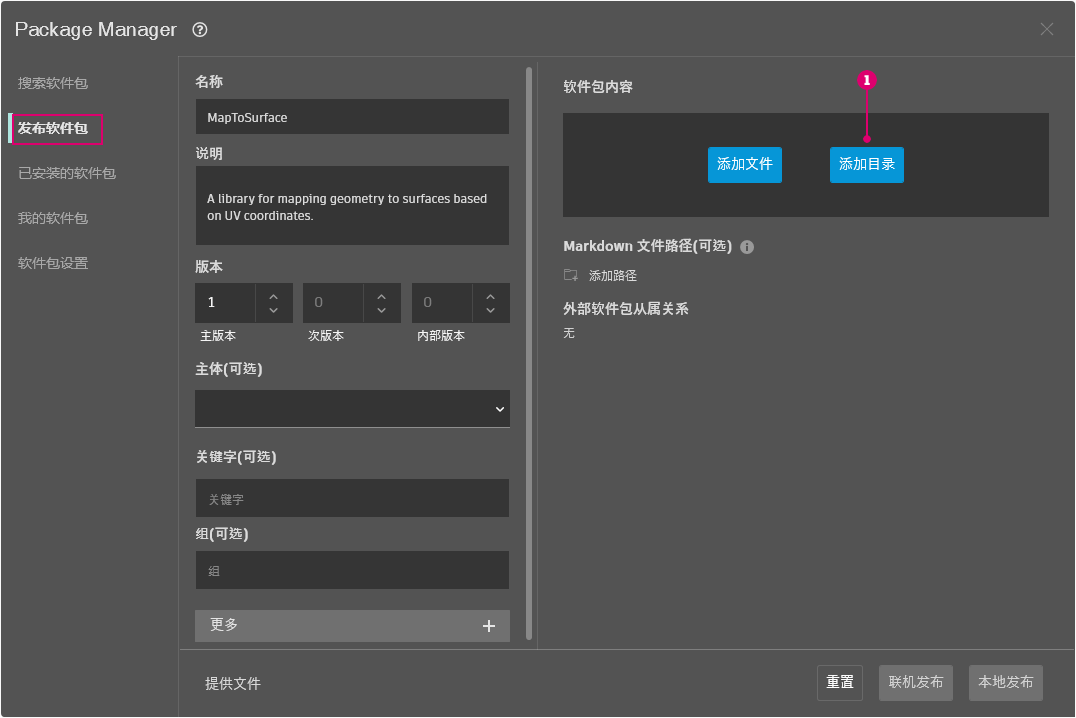 Package Manager
搜索软件包
发布软件包
已安装的软件包
我的软件包
软件包设置
名称
MapToSurface
说明
A library for mapping geometry to surfaces based
on UV coordinates.
版本
1
0
0
主版本
次版本
内部版本
主体(可选)
关键字(可选)
关键字
组(可选)
组
更多
软件包内容
1
添加文件
添加目录
Markdown 文件路径(可选)
添加路径
外部软件包从属关系
无
提供文件
重置
联机发布
本地发布